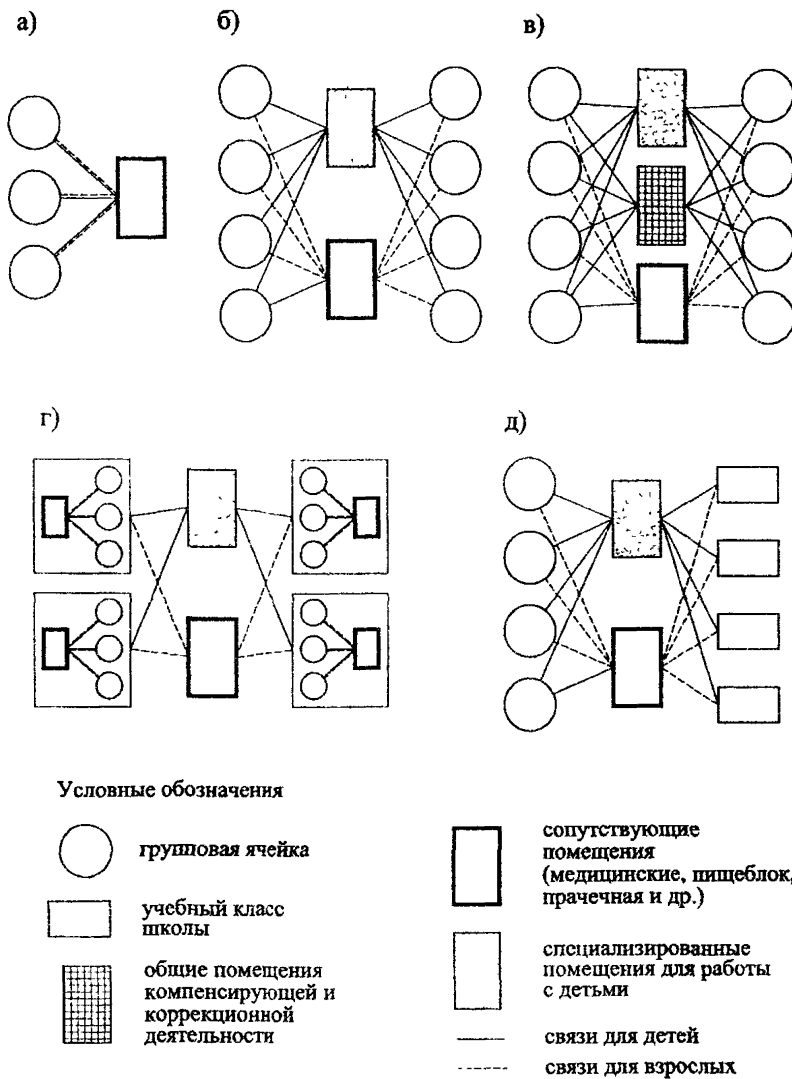 а)
б)
в)
г)
д)
Условные обозначения
групповая ячейка
учебный класс
школы
общие помещения
компенсирующей и
коррекционной
деятельности
сопутствующие
помещения
(медицинские, пищеблок,
прачечная и др.)
специализированные
помещения для работы
с детьми
связи для детей
связи для взрослых